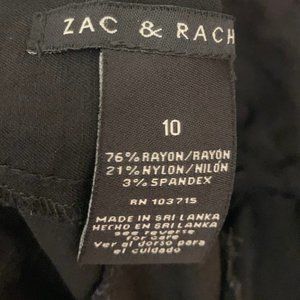 ZAC & RACH
10
76% RAYON/RAYÓN
21% NYLON/NILÓN
3% SPANDEX
RN 103715
MADE IN SRI LANKA
HECHO EN SRI LANKA
see reverse
for care
Ver al dorso para
el cuidado